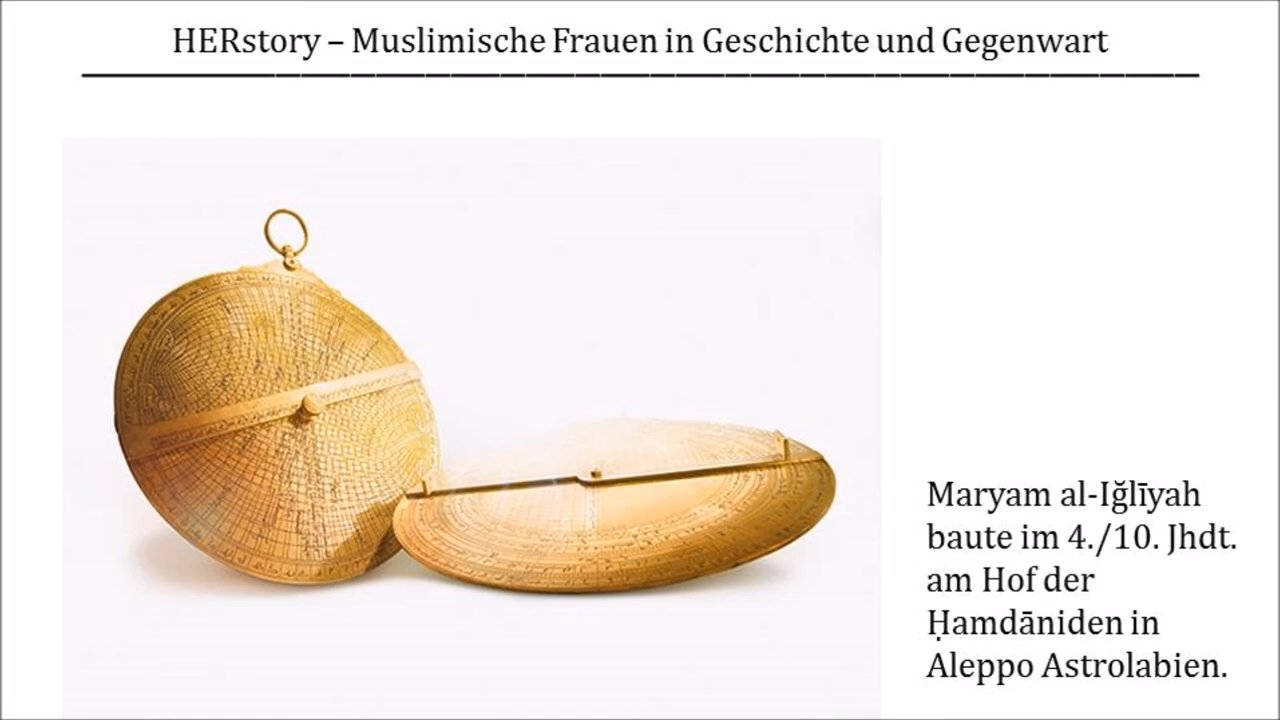 HERstory – Muslimische Frauen in Geschichte und Gegenwart
Maryam al-Iğlīyah
baute im 4./10. Jhdt.
am Hof der
Ḥamdāniden in
Aleppo Astrolabien.